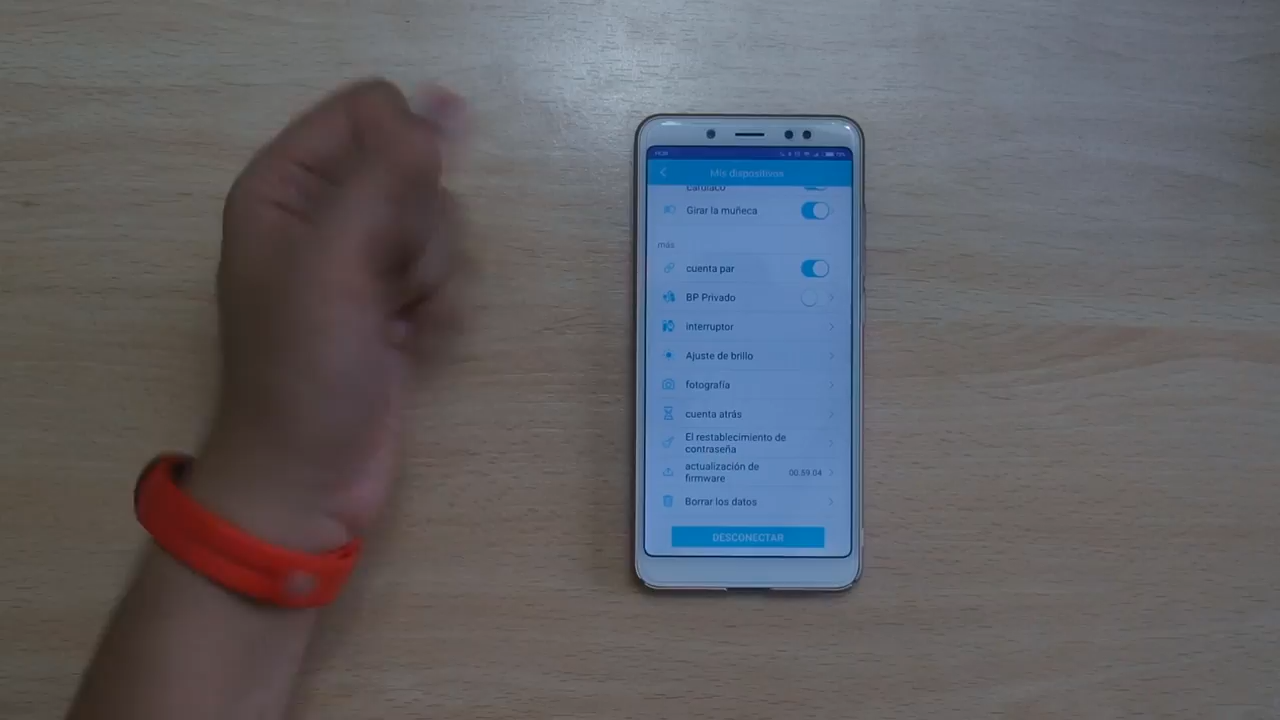 Mis dispositivos
cardíaco
Girar la muñeca
más
cuenta par
BP Privado
interruptor
Ajuste de brillo
fotografía
cuenta atrás
El restablecimiento de
contraseña
actualización de
firmware
00.59.04
Borrar los datos
DESCONECTAR